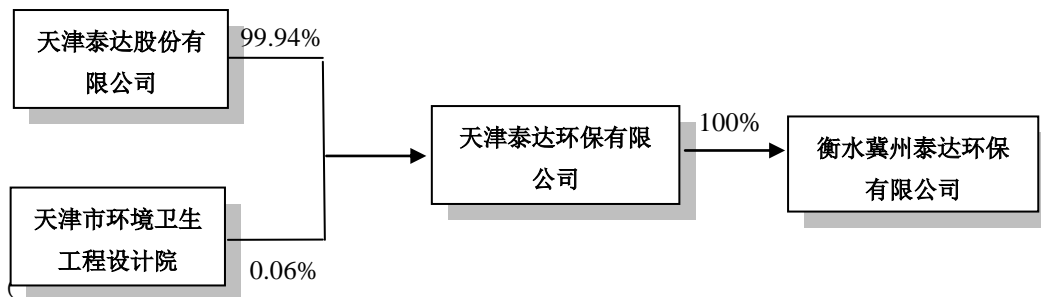 天津泰达股份有
限公司
99.94%
天津市环境卫生
工程设计院
0.06%
天津泰达环保有限
公司
100%
衡水冀州泰达环保
有限公司
(